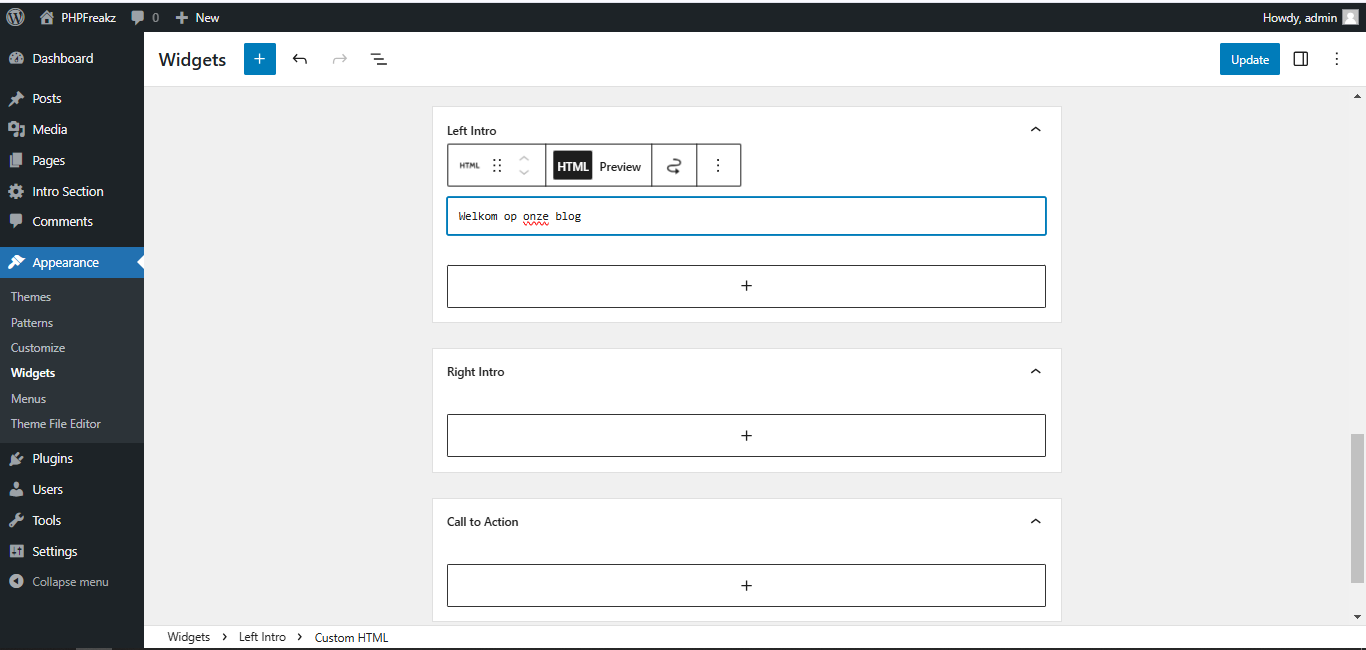 PHPFreakz 0 New Howdy, admin
Dashboard
Posts
Media
Pages
Intro Section
Comments
Appearance
Themes
Patterns
Customize
Widgets
Menus
Theme File Editor
Plugins
Users
Tools
Settings
Collapse menu
Widgets + Update
Left Intro
HTML HTML Preview
Welkom op onze blog
+
Right Intro
+
Call to Action
+
Widgets > Left Intro > Custom HTML